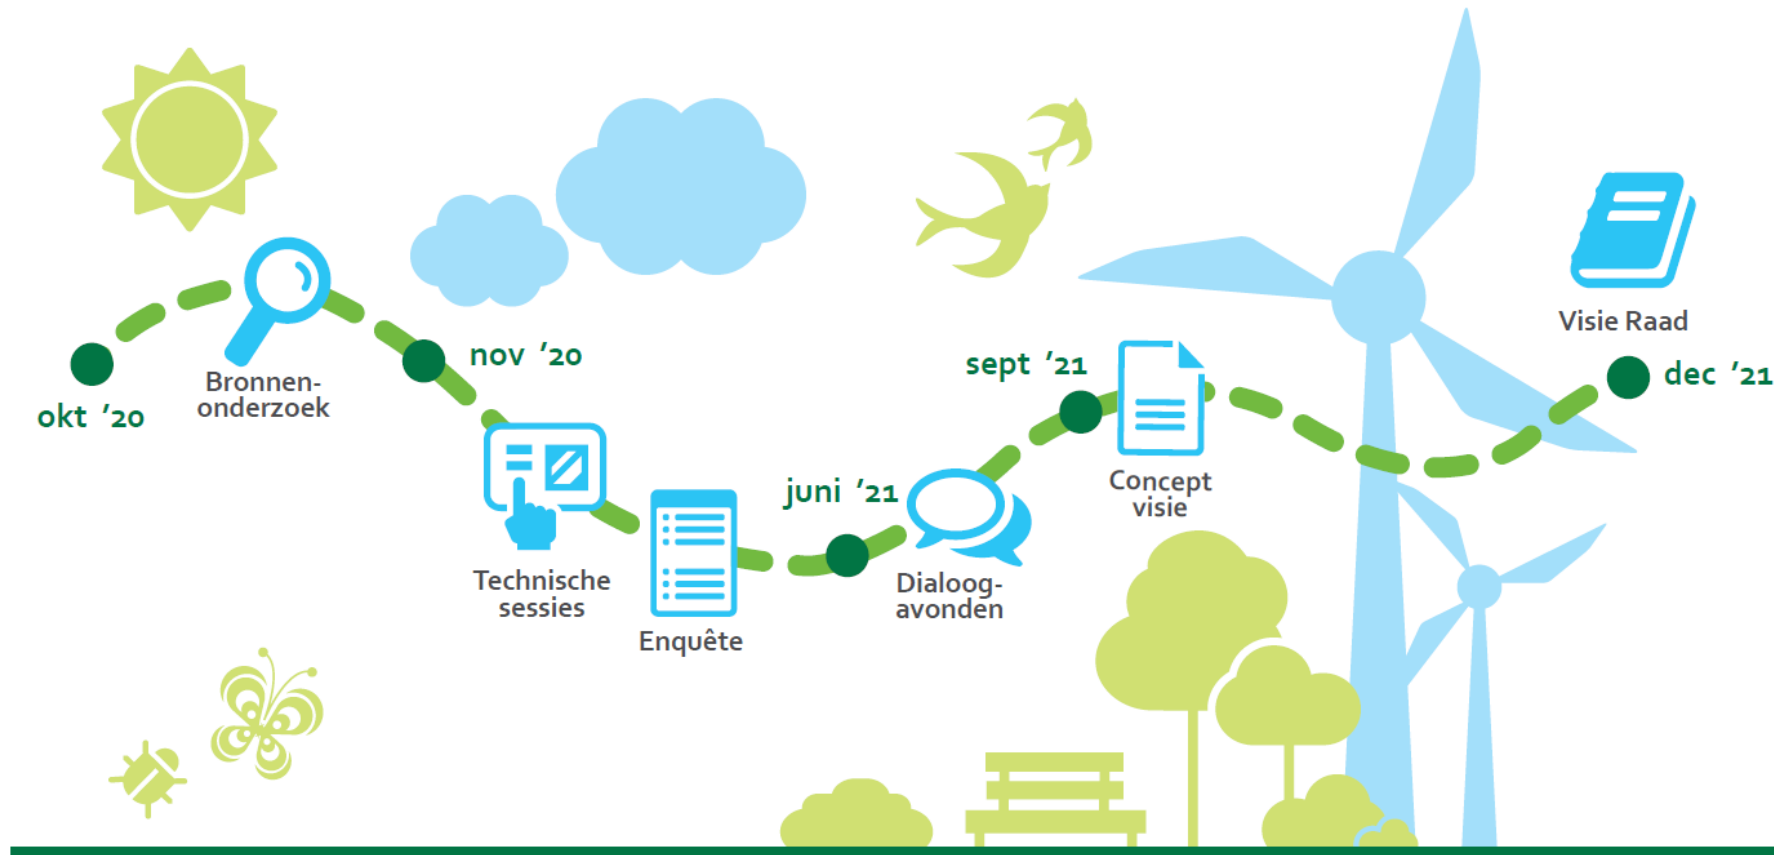 okt '20
Bronnen-
onderzoek
nov '20
Technische
sessies
Enquête
juni '21
Dialoog-
avonden
sept '21
Concept
visie
Visie Raad
dec '21